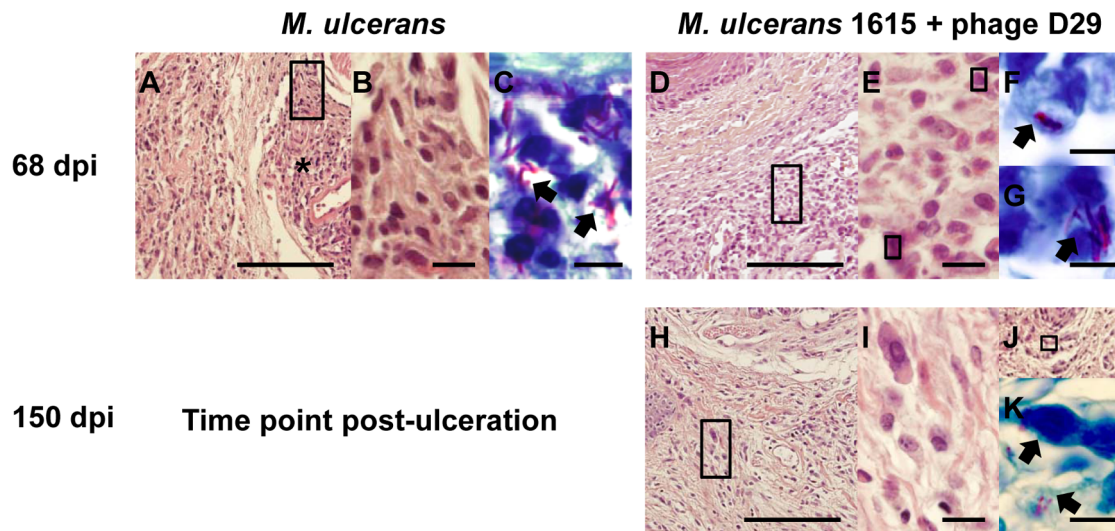 M. ulcerans
M. ulcerans 1615 + phage D29
68 dpi
A
B
C
D
E
F
G
*
150 dpi
Time point post-ulceration
H
I
J
K